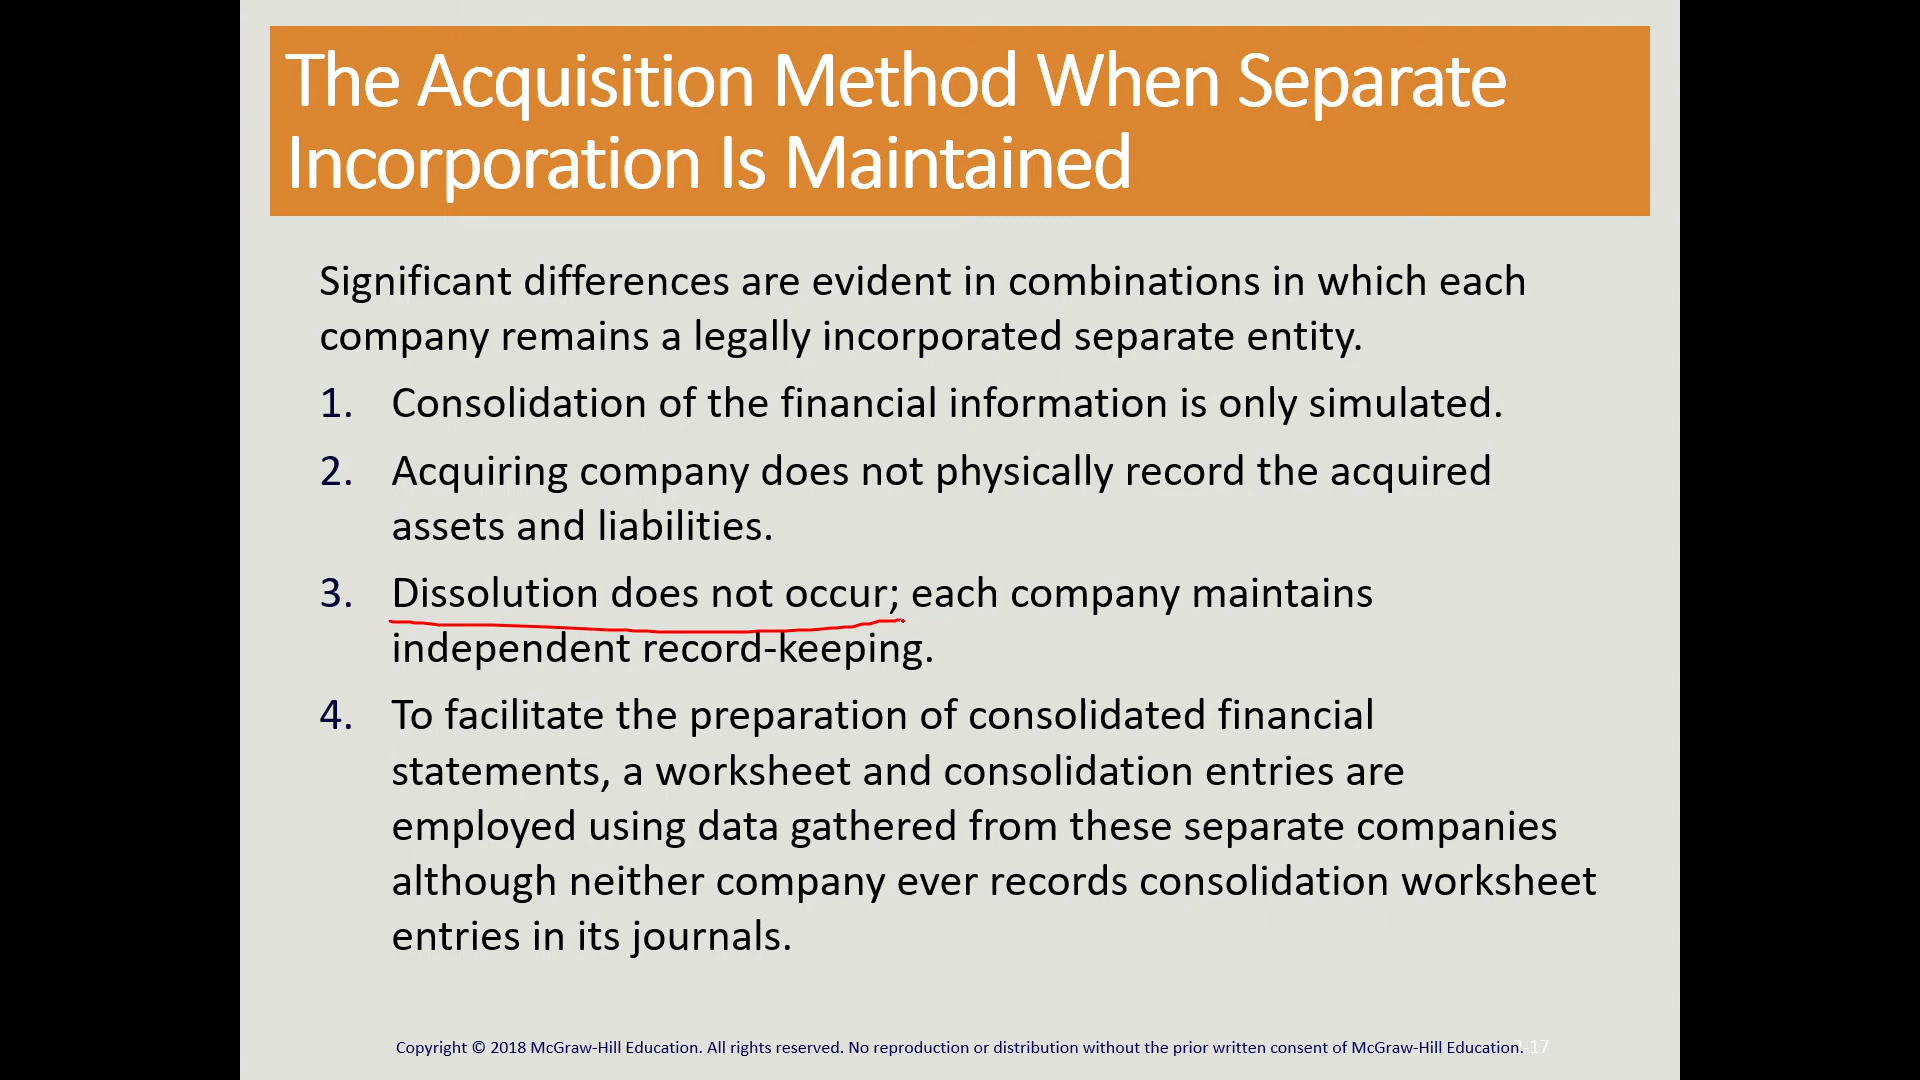 The Acquisition Method When Separate
Incorporation Is Maintained
Significant differences are evident in combinations in which each
company remains a legally incorporated separate entity.
1. Consolidation of the financial information is only simulated.
2. Acquiring company does not physically record the acquired
assets and liabilities.
3. Dissolution does not occur; each company maintains
independent record-keeping.
4. To facilitate the preparation of consolidated financial
statements, a worksheet and consolidation entries are
employed using data gathered from these separate companies
although neither company ever records consolidation worksheet
entries in its journals.
Copyright © 2018 McGraw-Hill Education. All rights reserved. No reproduction or distribution without the prior written consent of McGraw-Hill Education.